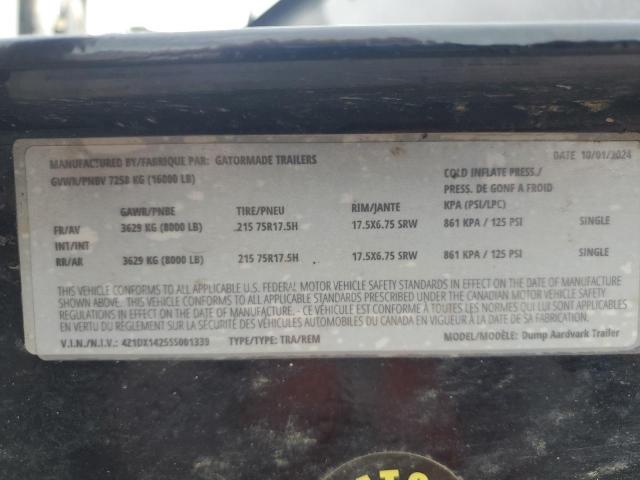 MANUFACTURED BY/FABRIQUE PAR: GATORMADE TRAILERS DATE 10/01/2024
GVWR/PNBV 7258 KG (16000 LB) COLD INFLATE PRESS./
PRESS. DE GONF A FROID
GAWR/PNBE TIRE/PNEU RIM/JANTE KPA (PSI/LPC)
FR/AV 3629 KG (8000 LB) 215 75R17.5H 17.5X6.75 SRW 861 KPA / 125 PSI SINGLE
INT/INT
RR/AR 3629 KG (8000 LB) 215 75R17.5H 17.5X6.75 SRW 861 KPA / 125 PSI SINGLE
THIS VEHICLE CONFORMS TO ALL APPLICABLE U.S. FEDERAL MOTOR VEHICLE SAFETY STANDARDS IN EFFECT ON THE DATE OF MANUFACTURE
SHOWN ABOVE. THIS VEHICLE CONFORMS TO ALL APPLICABLE STANDARDS PRESCRIBED UNDER THE CANADIAN MOTOR VEHICLE SAFETY
REGULATIONS IN EFFECT ON THE DATE OF MANUFACTURE. - CE VÉHICULE EST CONFORME À TOUTES LES NORMES QUI LUI SONT APPLICABLES
EN VERTU DU RÈGLEMENT SUR LA SÉCURITÉ DES VÉHICULES AUTOMOBILES DU CANADA EN VIGUEUR À LA DATE DE SA FABRICATION.
V.I.N./N.I.V.: 4Z1DX142555001339 TYPE/TYPE: TRA/REM MODEL/MODÈLE: Dump Aardvark Trailer